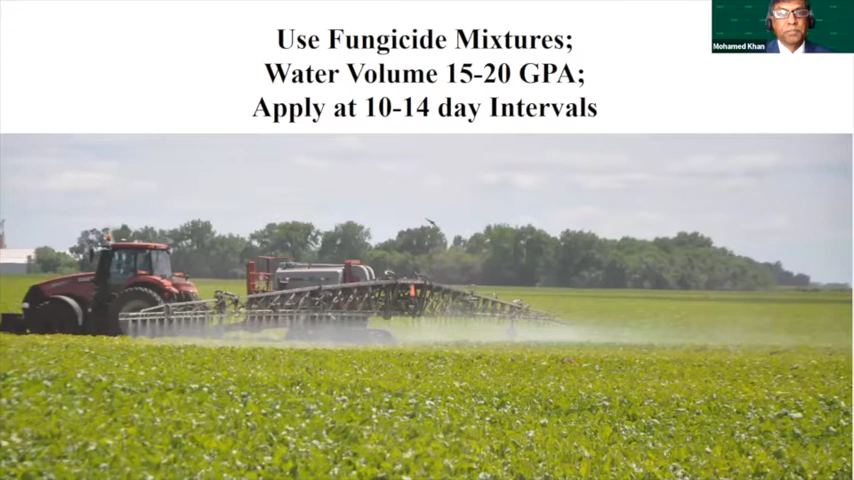 Use Fungicide Mixtures;
Water Volume 15-20 GPA;
Apply at 10-14 day Intervals
Mohamed Khan